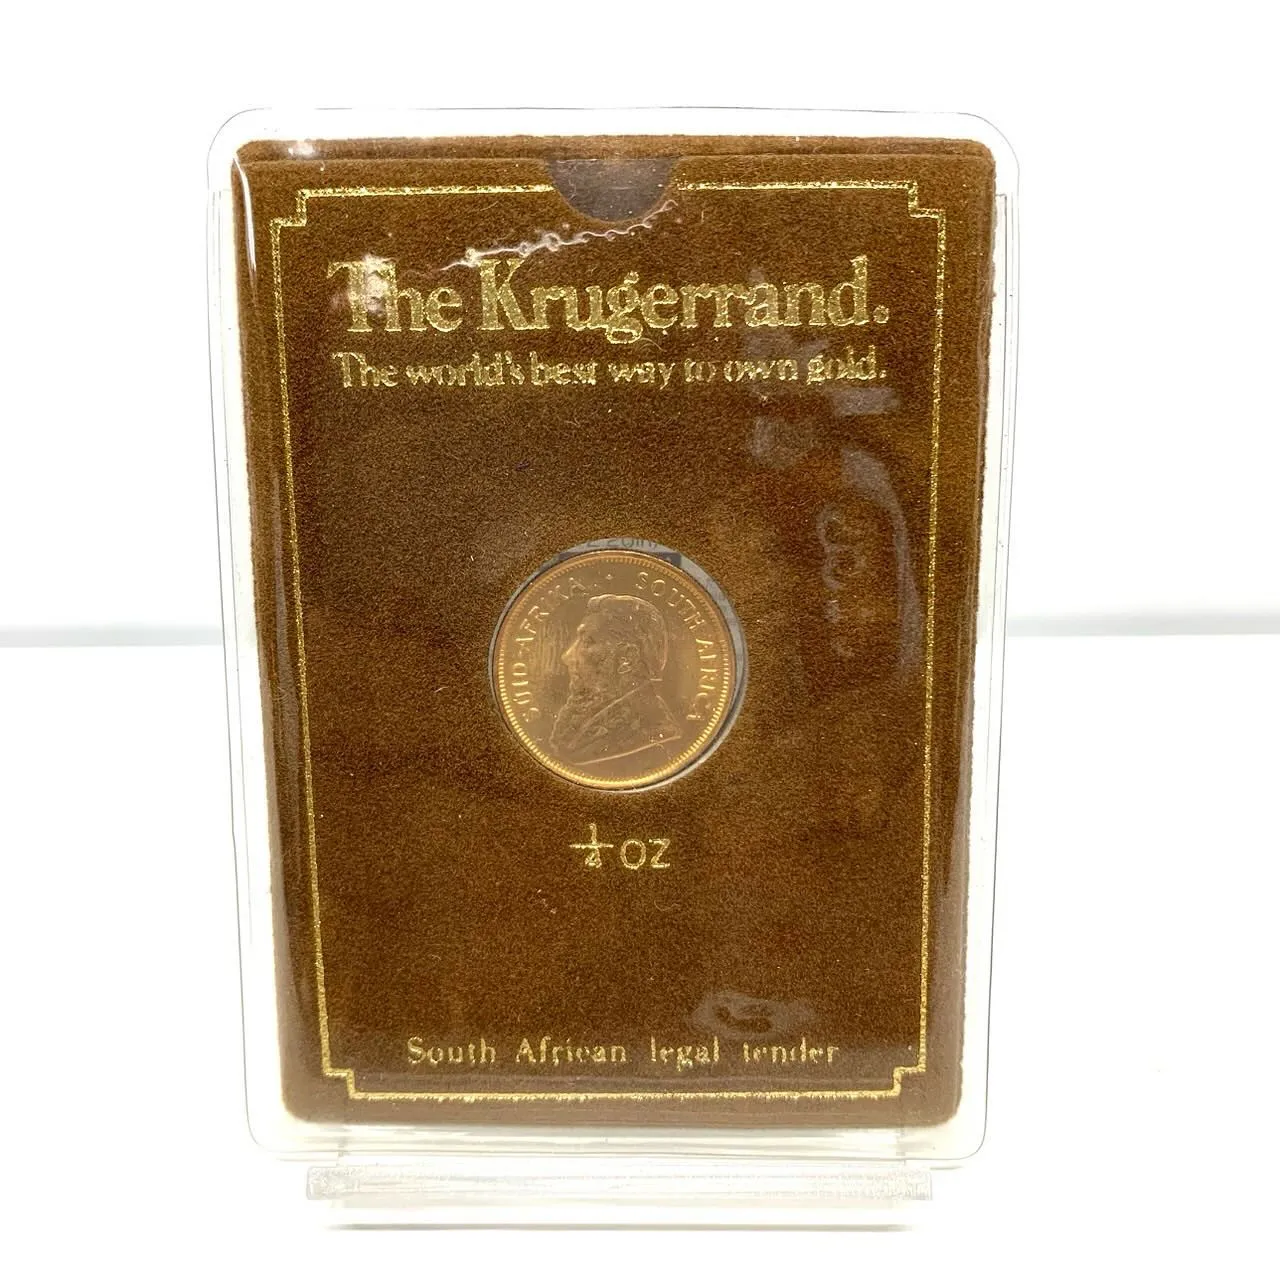 The Krugerrand.
The world's best way to own gold.
SUID-AFRIKA · SOUTH AFRICA
1/4 OZ
South African legal tender